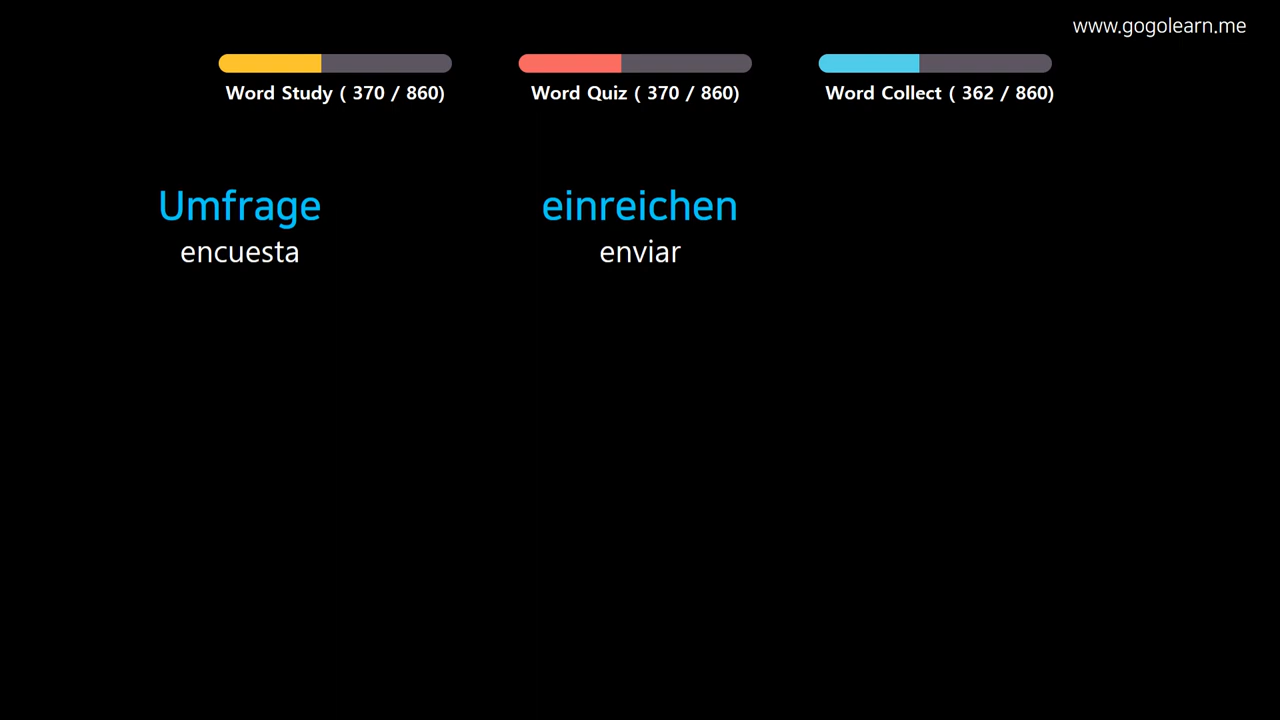 www.gogolearn.me
Word Study ( 370 / 860)
Word Quiz ( 370 / 860)
Word Collect ( 362 / 860)
Umfrage
encuesta
einreichen
enviar